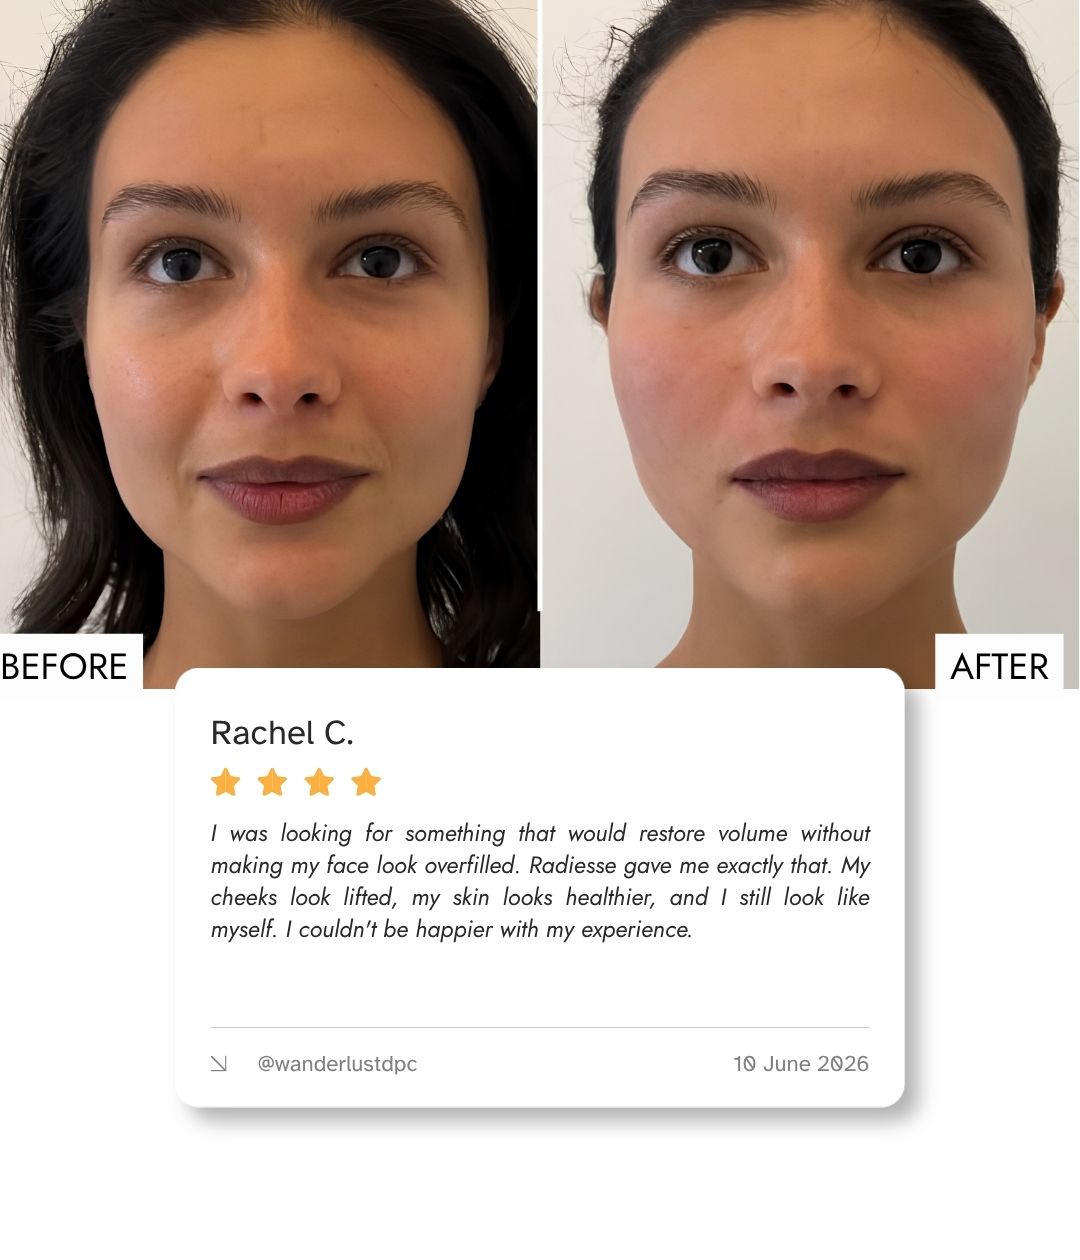 BEFORE
AFTER
Rachel C.
I was looking for something that would restore volume without
making my face look overfilled. Radiesse gave me exactly that. My
cheeks look lifted, my skin looks healthier, and I still look like
myself. I couldn't be happier with my experience.
@wanderlustdpc
10 June 2026